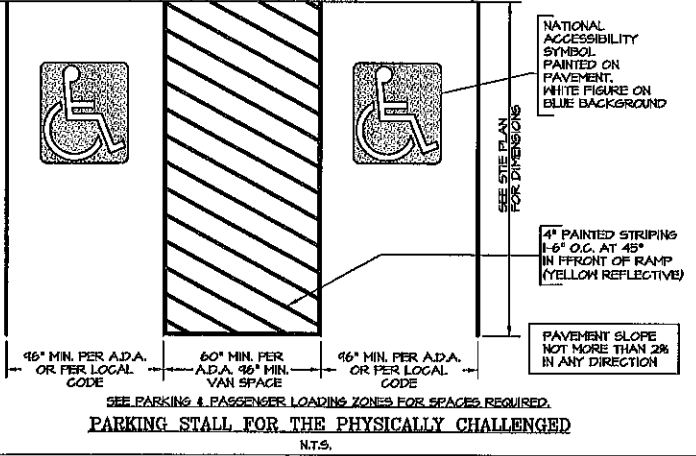 NATIONAL
ACCESSIBILITY
SYMBOL
PAINTED ON
PAVEMENT.
WHITE FIGURE ON
BLUE BACKGROUND
SEE STIE PLAN
FOR DIMENSIONS
4" PAINTED STRIPING
1-6" O.C. AT 45°
IN FFRONT OF RAMP
(YELLOW REFLECTIVE)
PAVEMENT SLOPE
NOT MORE THAN 2%
IN ANY DIRECTION
96" MIN. PER A.D.A.
OR PER LOCAL
CODE
60" MIN. PER
A.D.A. 96" MIN.
VAN SPACE
96" MIN. PER A.D.A.
OR PER LOCAL
CODE
SEE PARKING & PASSENGER LOADING ZONES FOR SPACES REQUIRED.
PARKING STALL FOR THE PHYSICALLY CHALLENGED
N.T.S.